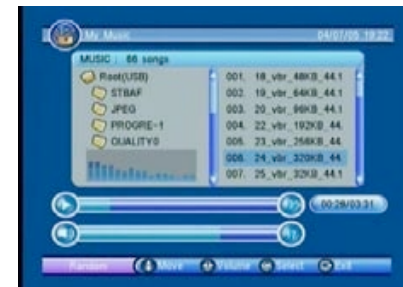 My Music 04/07/05 19:22
MUSIC : 66 songs
Root(USB)
STBAF
JPEG
PROGRE~1
QUALITY0
001. 18_vbr_48KB_44.1
002. 19_vbr_64KB_44.1
003. 20_vbr_96KB_44.1
004. 22_vbr_192KB_44.
005. 23_vbr_256KB_44.
006. 24_vbr_320KB_44.
007. 25_vbr_32KB_44.1
00:29/03:31
Random Move Volume Select Exit